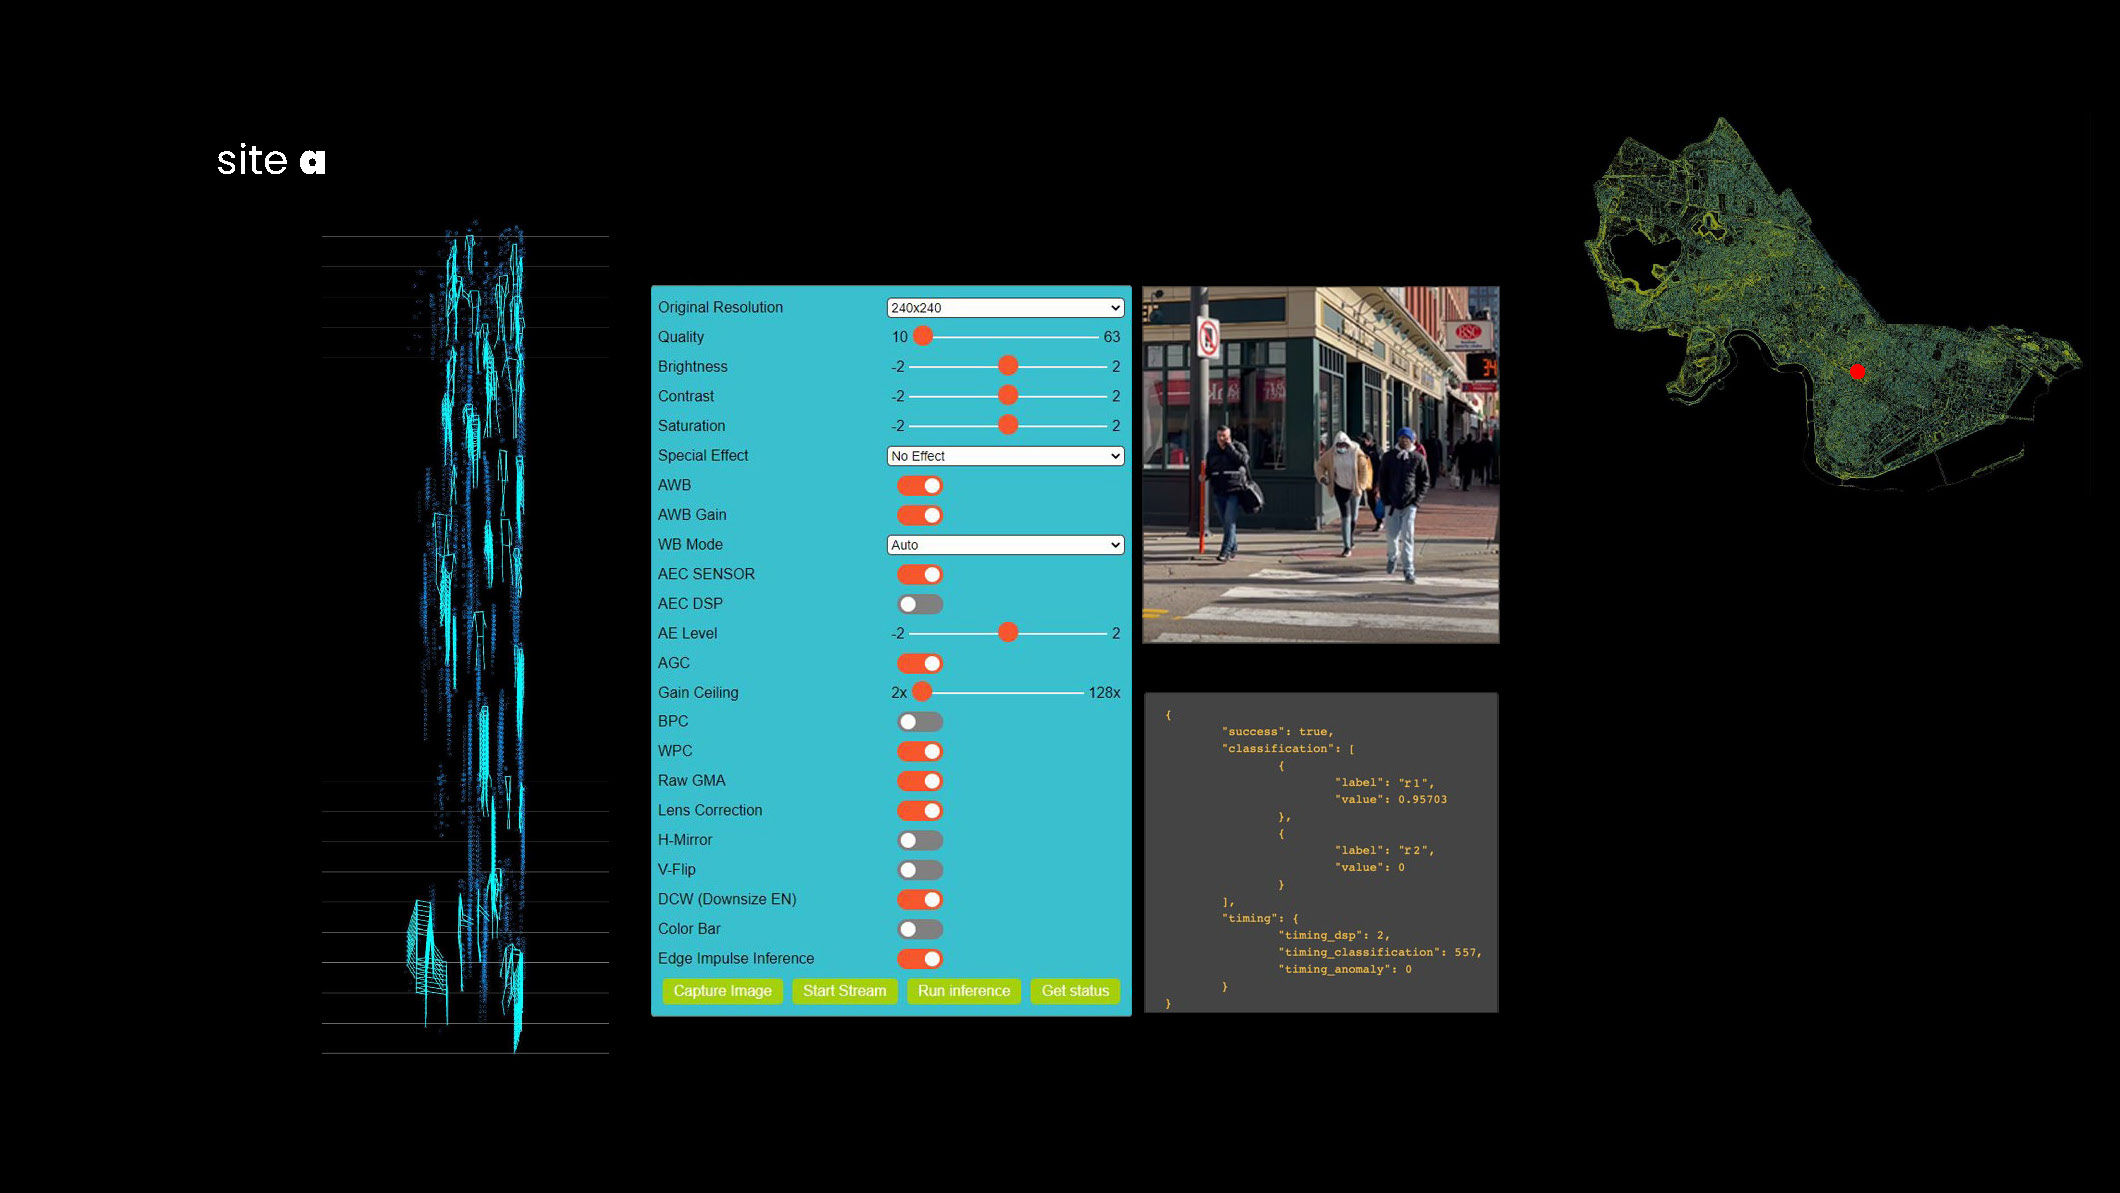 site a
Original Resolution 240x240
Quality 10 63
Brightness -2 2
Contrast -2 2
Saturation -2 2
Special Effect No Effect
AWB
AWB Gain
WB Mode Auto
AEC SENSOR
AEC DSP
AE Level -2 2
AGC
Gain Ceiling 2x 128x
BPC
WPC
Raw GMA
Lens Correction
H-Mirror
V-Flip
DCW (Downsize EN)
Color Bar
Edge Impulse Inference
Capture Image Start Stream Run inference Get status
BSC
34
{
"success": true,
"classification": [
{
"label": "r1",
"value": 0.95703
},
{
"label": "r2",
"value": 0
}
],
"timing": {
"timing_dsp": 2,
"timing_classification": 557,
"timing_anomaly": 0
}
}